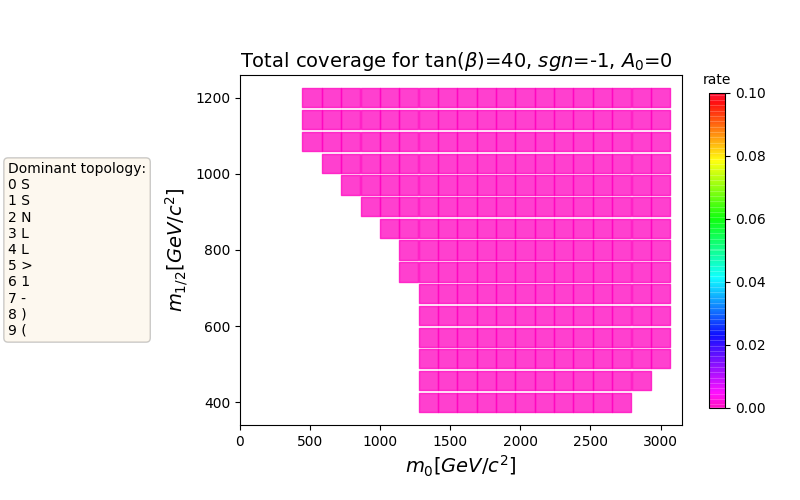 Total coverage for tan(β)=40, sgn=-1, A₀=0
rate
Dominant topology:
0 S
1 S
2 N
3 L
4 L
5 >
6 1
7 -
8 )
9 (
m₁/₂[GeV/c²]
1200
1000
800
600
400
0 500 1000 1500 2000 2500 3000
m₀[GeV/c²]
0.10
0.08
0.06
0.04
0.02
0.00